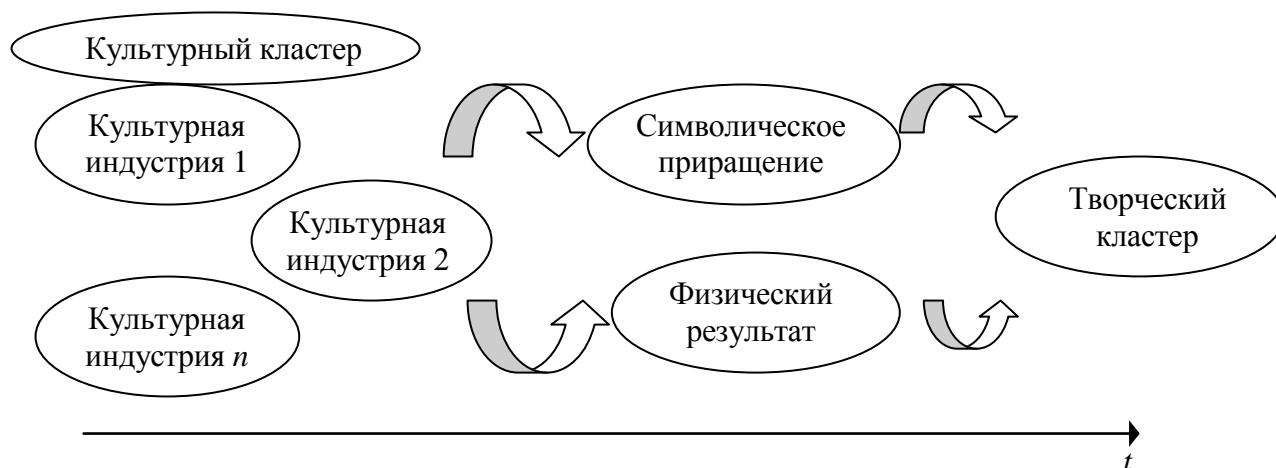 Культурный кластер
Культурная
индустрия 1
Культурная
индустрия 2
Культурная
индустрия n
Символическое
приращение
Физический
результат
Творческий
кластер
t